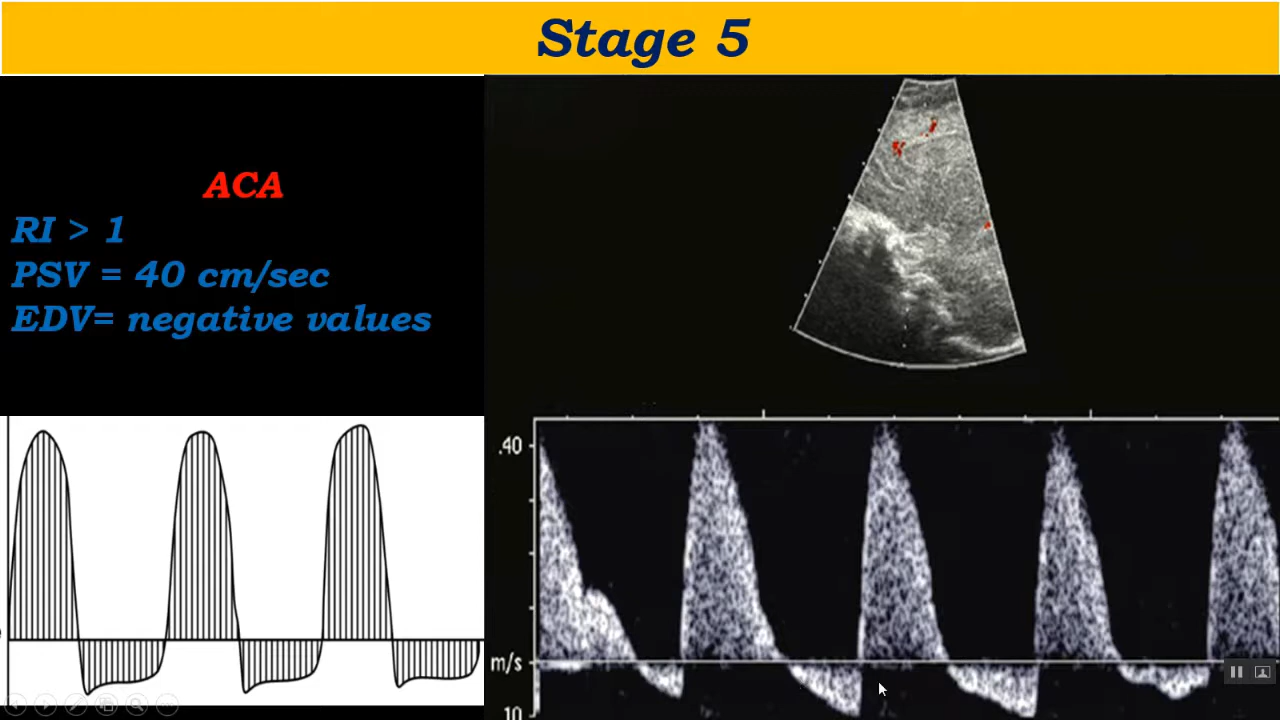 Stage 5
ACA
RI > 1
PSV = 40 cm/sec
EDV= negative values
.40
m/s
10